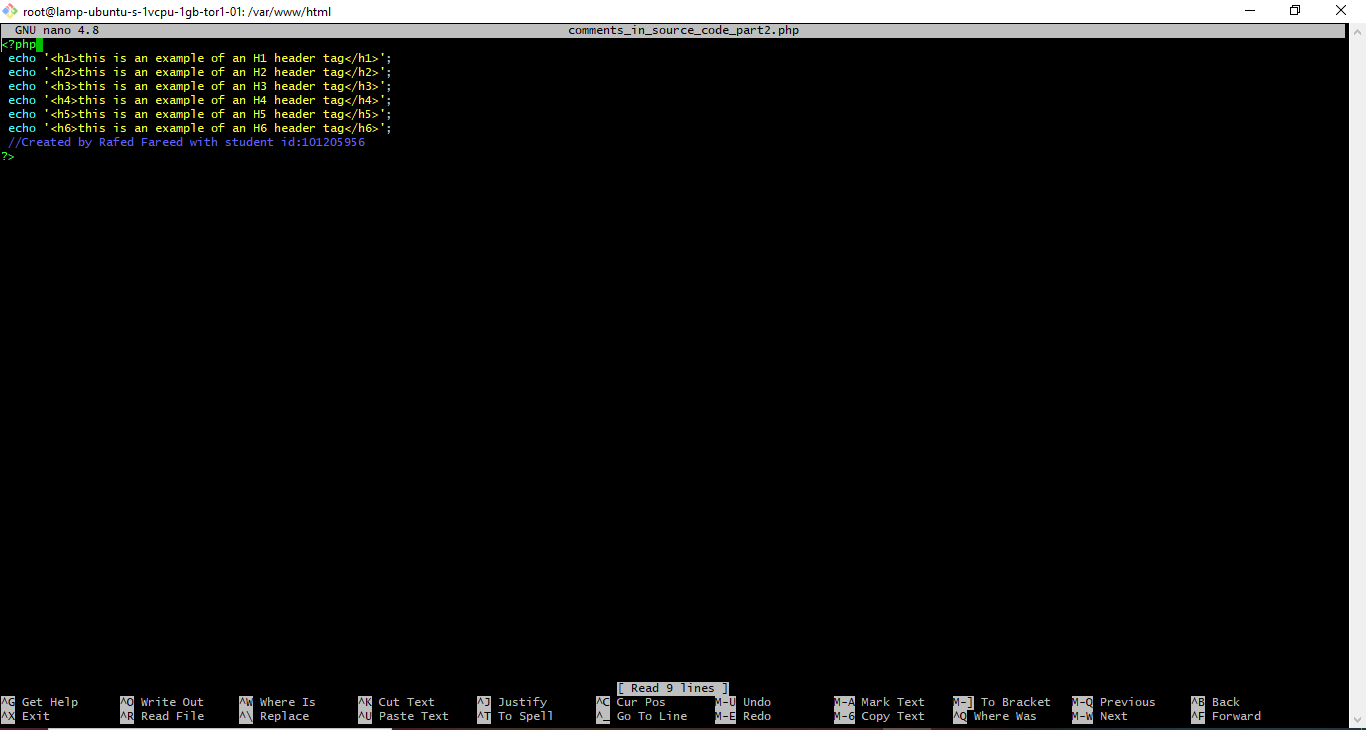 root@lamp-ubuntu-s-1vcpu-1gb-tor1-01: /var/www/html
GNU nano 4.8 comments_in_source_code_part2.php
<?php
echo '<h1>this is an example of an H1 header tag</h1>';
echo '<h2>this is an example of an H2 header tag</h2>';
echo '<h3>this is an example of an H3 header tag</h3>';
echo '<h4>this is an example of an H4 header tag</h4>';
echo '<h5>this is an example of an H5 header tag</h5>';
echo '<h6>this is an example of an H6 header tag</h6>';
//Created by Rafed Fareed with student id:101205956
?>
[ Read 9 lines ]
^G Get Help ^O Write Out ^W Where Is ^K Cut Text ^J Justify ^C Cur Pos M-U Undo M-A Mark Text M-] To Bracket M-Q Previous ^B Back
^X Exit ^R Read File ^\ Replace ^U Paste Text ^T To Spell ^_ Go To Line M-E Redo M-6 Copy Text ^Q Where Was M-W Next ^F Forward